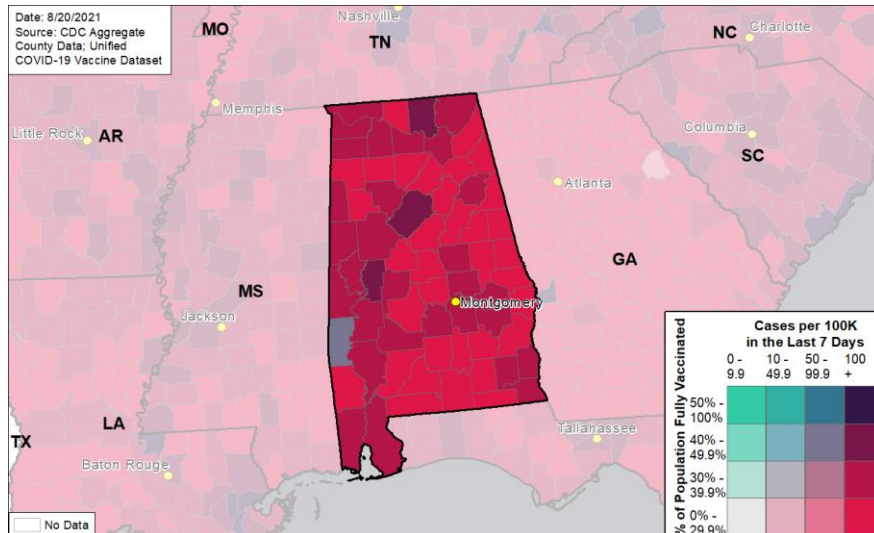 Date: 8/20/2021
Source: CDC Aggregate
County Data; Unified
COVID-19 Vaccine Dataset
Nashville
MO
TN
NC
Charlotte
Memphis
Little Rock
AR
Columbia
SC
Atlanta
MS
GA
Montgomery
Jackson
LA
TX
Tallahassee
Baton Rouge
No Data
Cases per 100K
in the Last 7 Days
0 -
9.9
10 -
49.9
50 -
99.9
100
+
% of Population Fully Vaccinated
50% -
100%
40% -
49.9%
30% -
39.9%
0% -
29.9%